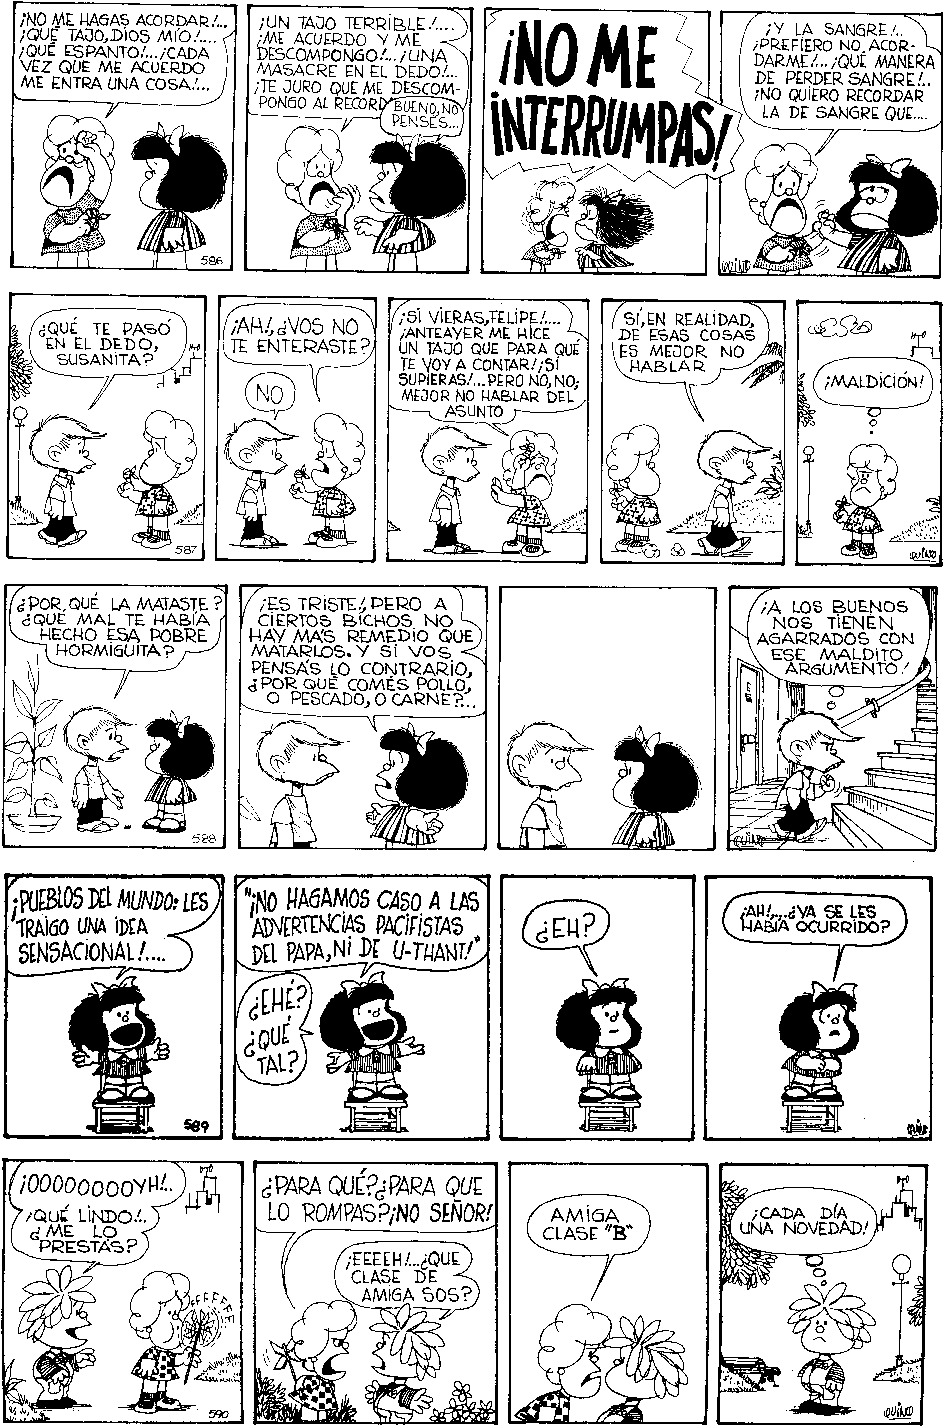 ¡NO ME HAGAS ACORDAR!...
¡QUÉ TAJO, DIOS MÍO!....
¡QUÉ ESPANTO!...¡CADA
VEZ QUE ME ACUERDO
ME ENTRA UNA COSA.....
586
¡UN TAJO TERRIBLE!....
¡ME ACUERDO Y ME
DESCOMPONGO!...¡UNA
MASACRE EN EL DEDO!...
¡TE JURO QUE ME DESCOM-
PONGO AL RECORD
BUENO, NO
PENSES...
¡NO ME
INTERRUMPAS!
¡Y LA SANGRE!..
¡PREFIERO NO ACOR-
DARME!...¡QUÉ MANERA
DE PERDER SANGRE!..
¡NO QUIERO RECORDAR
LA DE SANGRE QUE....
QUINO
¿QUÉ TE PASÓ
EN EL DEDO,
SUSANITA?
587
¡AH!,¿VOS NO
TE ENTERASTE?
NO
¡SI VIERAS, FELIPE!....
¡ANTEAYER ME HICE
UN TAJO QUE PARA QUÉ
TE VOY A CONTAR!¡SI
SUPIERAS!...PERO NO, NO;
MEJOR NO HABLAR DEL
ASUNTO
SÍ, EN REALIDAD,
DE ESAS COSAS
ES MEJOR NO
HABLAR
¡MALDICIÓN!
QUINO
¿POR QUÉ LA MATASTE?
¿QUÉ MAL TE HABÍA
HECHO ESA POBRE
HORMIGUITA?
588
¡ES TRISTE!, PERO A
CIERTOS BICHOS NO
HAY MÁS REMEDIO QUE
MATARLOS. Y SI VOS
PENSÁS LO CONTRARIO,
¿POR QUÉ COMÉS POLLO,
O PESCADO, O CARNE?...
¡A LOS BUENOS
NOS TIENEN
AGARRADOS CON
ESE MALDITO
ARGUMENTO!
QUINO
¡PUEBLOS DEL MUNDO: LES
TRAIGO UNA IDEA
SENSACIONAL!....
589
"¡NO HAGAMOS CASO A LAS
ADVERTENCIAS PACIFISTAS
DEL PAPA, NI DE U-THANT!"
¿EHÉ?
¿QUÉ
TAL?
¿EH?
¡AH!,...¿YA SE LES
HABÍA OCURRIDO?
QUINO
¡OOOOOOOOYH!..
¡QUÉ LINDO!..
¿ME LO
PRESTÁS?
FFFFFFF
590
¿PARA QUÉ?¿PARA QUE
LO ROMPAS?¡NO SEÑOR!
¡EEEEH!...¿QUE
CLASE DE
AMIGA SOS?
AMIGA
CLASE "B"
¡CADA DÍA
UNA NOVEDAD!
QUINO